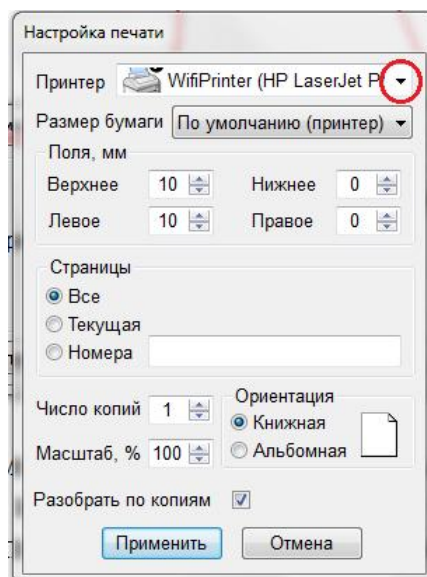 Настройка печати
Принтер WifiPrinter (HP LaserJet P
Размер бумаги По умолчанию (принтер)
Поля, мм
Верхнее 10 Нижнее 0
Левое 10 Правое 0
Страницы
Все
Текущая
Номера
Число копий 1
Ориентация
Книжная
Масштаб, % 100 Альбомная
Разобрать по копиям
Применить Отмена